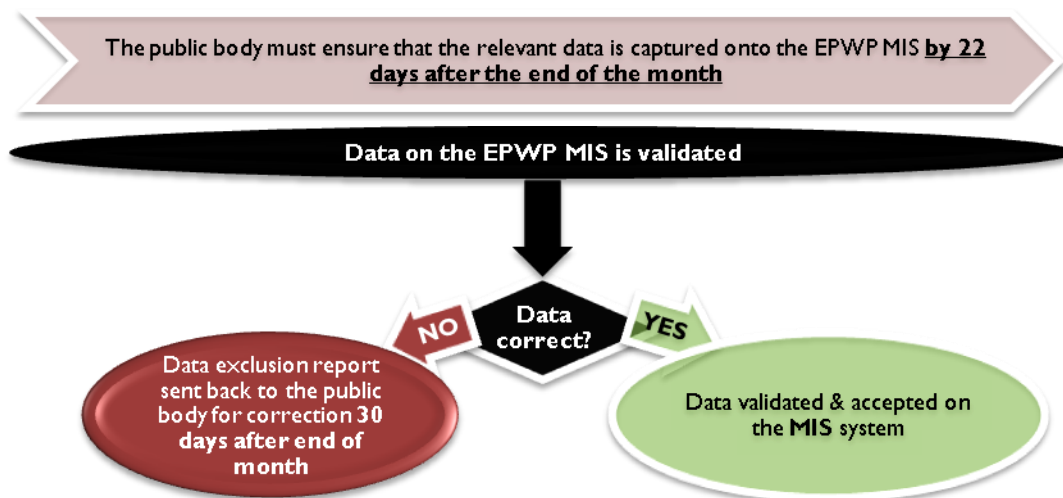 The public body must ensure that the relevant data is captured onto the EPWP MIS by 22
days after the end of the month
Data on the EPWP MIS is validated
Data
correct?
NO
YES
Data exclusion report
sent back to the public
body for correction 30
days after end of
month
Data validated & accepted on
the MIS system